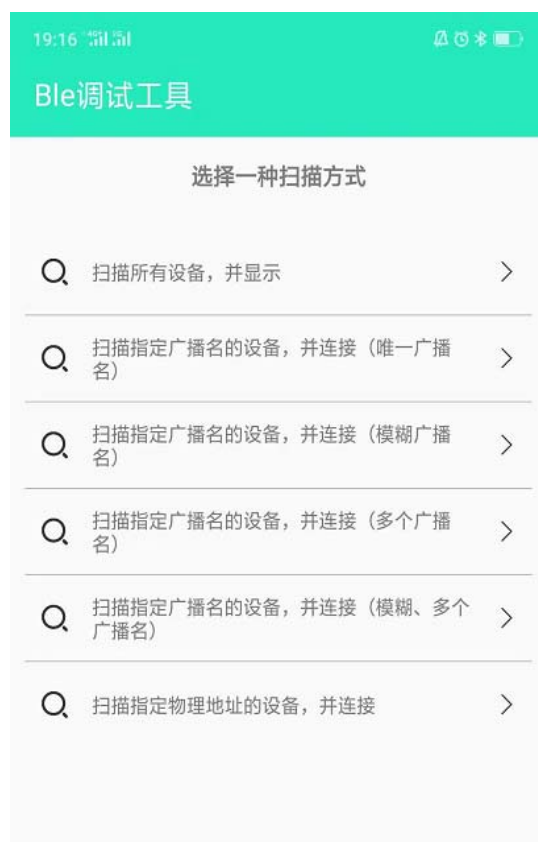 19:16
Ble调试工具
选择一种扫描方式
扫描所有设备，并显示
扫描指定广播名的设备，并连接（唯一广播
名）
扫描指定广播名的设备，并连接（模糊广播
名）
扫描指定广播名的设备，并连接（多个广播
名）
扫描指定广播名的设备，并连接（模糊、多个
广播名）
扫描指定物理地址的设备，并连接